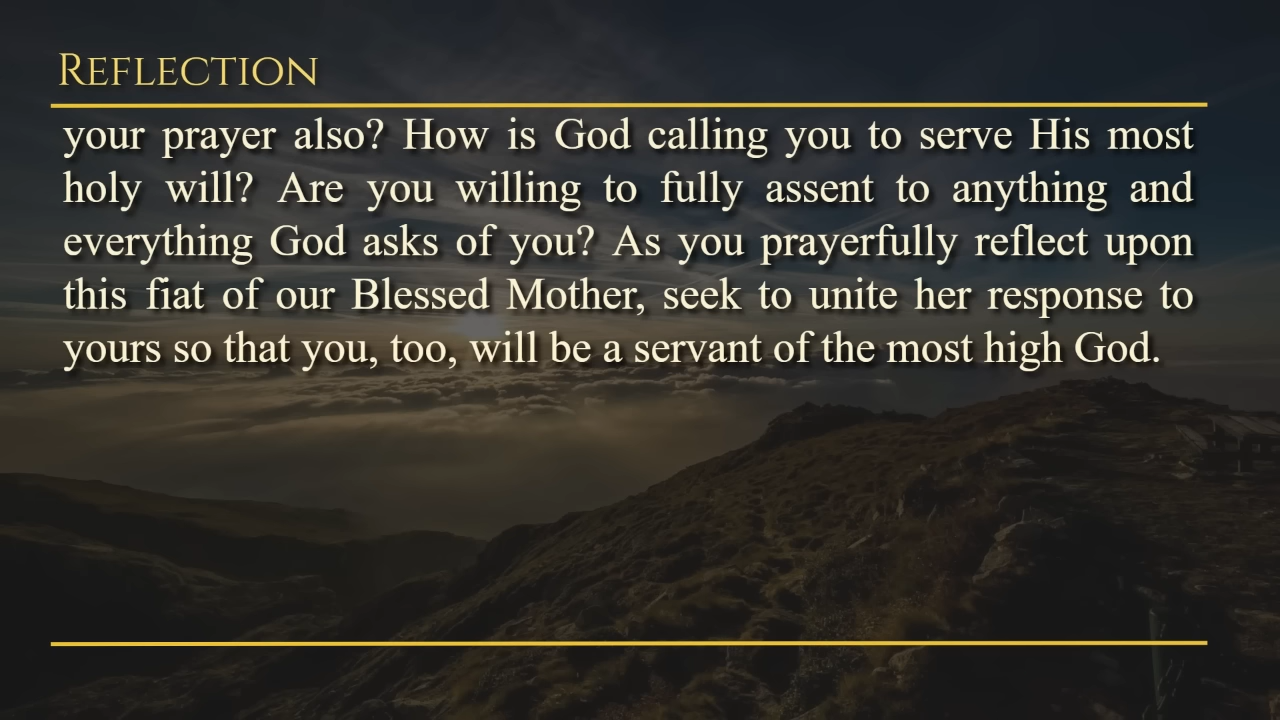 Reflection
your prayer also? How is God calling you to serve His most
holy will? Are you willing to fully assent to anything and
everything God asks of you? As you prayerfully reflect upon
this fiat of our Blessed Mother, seek to unite her response to
yours so that you, too, will be a servant of the most high God.